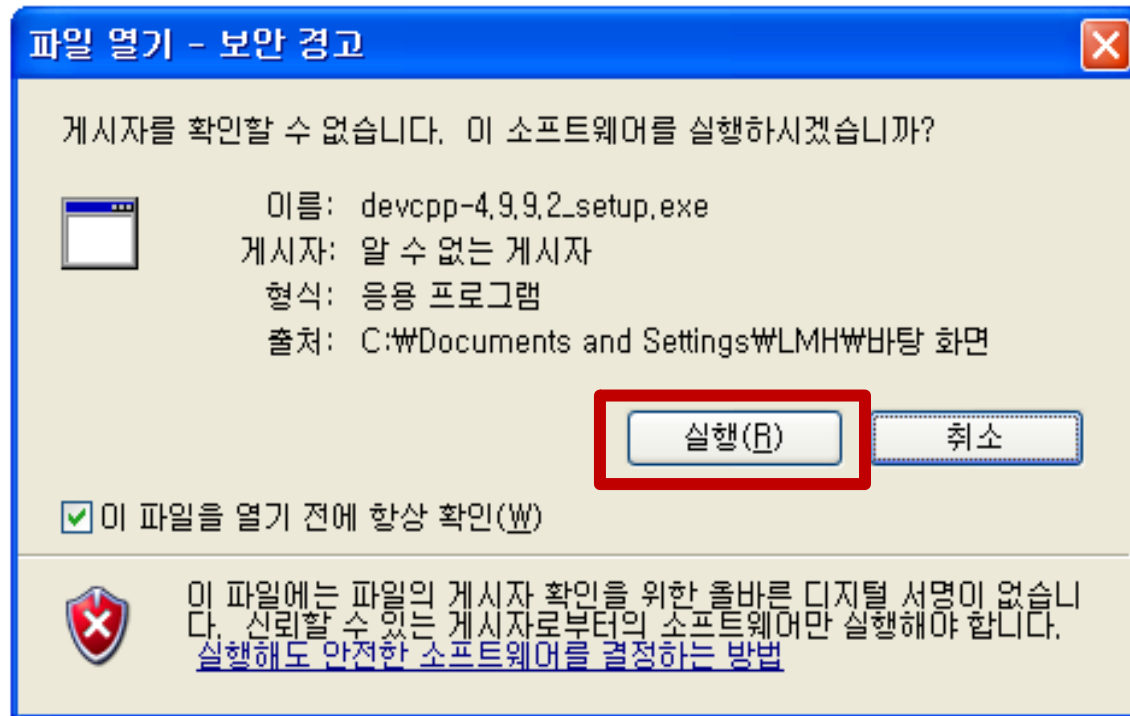 파일 열기 - 보안 경고
게시자를 확인할 수 없습니다. 이 소프트웨어를 실행하시겠습니까?
이름: devcpp-4.9.9.2_setup.exe
게시자: 알 수 없는 게시자
형식: 응용 프로그램
출처: C:₩Documents and Settings₩LMH₩바탕 화면
실행(R) 취소
이 파일을 열기 전에 항상 확인(W)
이 파일에는 파일의 게시자 확인을 위한 올바른 디지털 서명이 없습니
다. 신뢰할 수 있는 게시자로부터의 소프트웨어만 실행해야 합니다.
실행해도 안전한 소프트웨어를 결정하는 방법